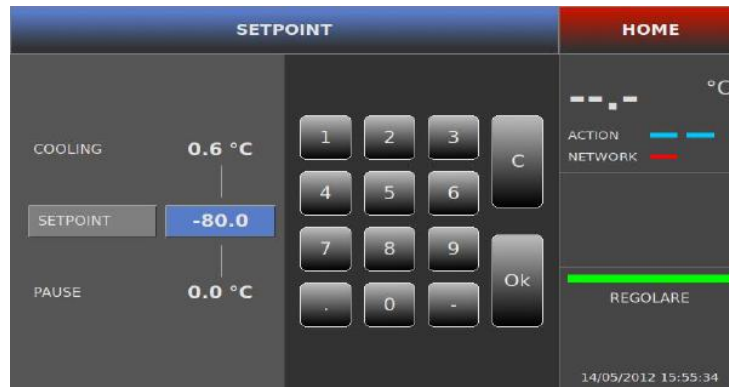 SETPOINT
HOME
COOLING 0.6 °C
SETPOINT -80.0
PAUSE 0.0 °C
1 2 3 C
4 5 6
7 8 9 Ok
. 0 -
--.- °C
ACTION
NETWORK
REGOLARE
14/05/2012 15:55:34